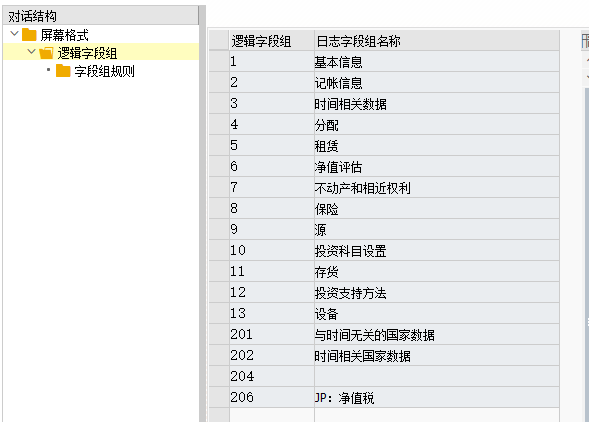 对话结构
屏幕格式
逻辑字段组
字段组规则
逻辑字段组 日志字段组名称
1 基本信息
2 记帐信息
3 时间相关数据
4 分配
5 租赁
6 净值评估
7 不动产和相近权利
8 保险
9 源
10 投资科目设置
11 存货
12 投资支持方法
13 设备
201 与时间无关的国家数据
202 时间相关国家数据
204
206 JP: 净值税